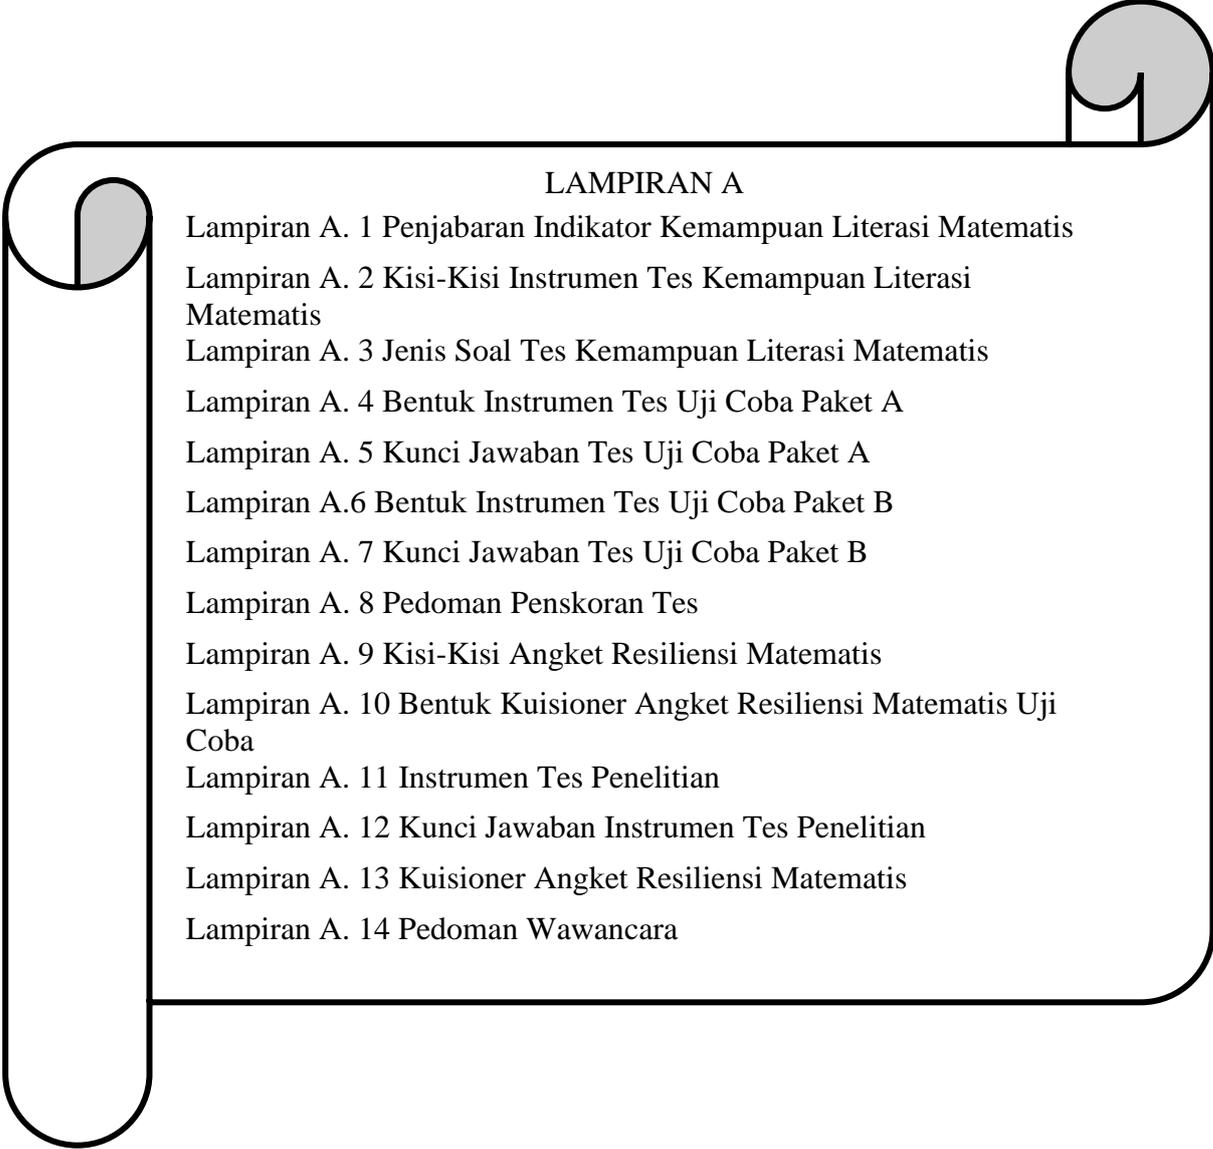 LAMPIRAN A
Lampiran A. 1 Penjabaran Indikator Kemampuan Literasi Matematis
Lampiran A. 2 Kisi-Kisi Instrumen Tes Kemampuan Literasi
Matematis
Lampiran A. 3 Jenis Soal Tes Kemampuan Literasi Matematis
Lampiran A. 4 Bentuk Instrumen Tes Uji Coba Paket A
Lampiran A. 5 Kunci Jawaban Tes Uji Coba Paket A
Lampiran A.6 Bentuk Instrumen Tes Uji Coba Paket B
Lampiran A. 7 Kunci Jawaban Tes Uji Coba Paket B
Lampiran A. 8 Pedoman Penskoran Tes
Lampiran A. 9 Kisi-Kisi Angket Resiliensi Matematis
Lampiran A. 10 Bentuk Kuisioner Angket Resiliensi Matematis Uji
Coba
Lampiran A. 11 Instrumen Tes Penelitian
Lampiran A. 12 Kunci Jawaban Instrumen Tes Penelitian
Lampiran A. 13 Kuisioner Angket Resiliensi Matematis
Lampiran A. 14 Pedoman Wawancara